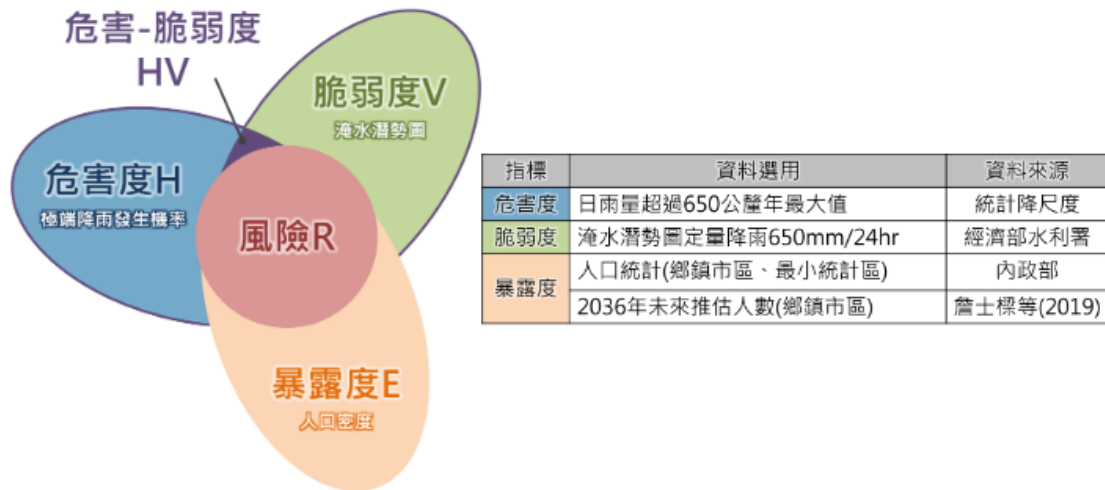 危害-脆弱度
HV
脆弱度V
淹水潛勢圖
危害度H
極端降雨發生機率
風險R
暴露度E
人口密度
指標 資料選用 資料來源
危害度 日雨量超過650公釐年最大值 統計降尺度
脆弱度 淹水潛勢圖定量降雨650mm/24hr 經濟部水利署
暴露度 人口統計(鄉鎮市區、最小統計區) 內政部
2036年未來推估人數(鄉鎮市區) 詹士樑等(2019)